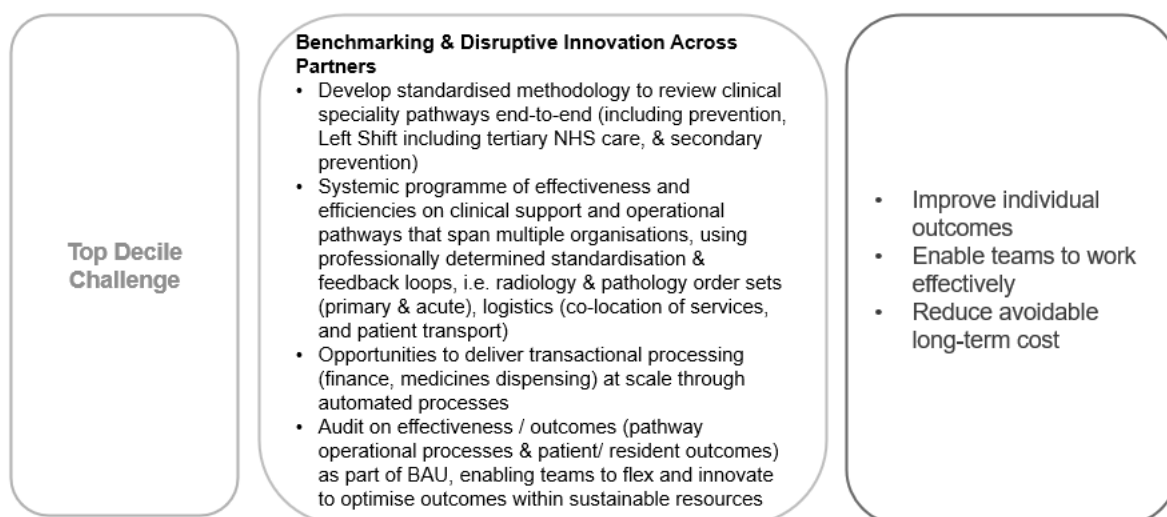 Top Decile
Challenge
Benchmarking & Disruptive Innovation Across
Partners
• Develop standardised methodology to review clinical
speciality pathways end-to-end (including prevention,
Left Shift including tertiary NHS care, & secondary
prevention)
• Systemic programme of effectiveness and
efficiencies on clinical support and operational
pathways that span multiple organisations, using
professionally determined standardisation &
feedback loops, i.e. radiology & pathology order sets
(primary & acute), logistics (co-location of services,
and patient transport)
• Opportunities to deliver transactional processing
(finance, medicines dispensing) at scale through
automated processes
• Audit on effectiveness / outcomes (pathway
operational processes & patient/ resident outcomes)
as part of BAU, enabling teams to flex and innovate
to optimise outcomes within sustainable resources
• Improve individual
outcomes
• Enable teams to work
effectively
• Reduce avoidable
long-term cost